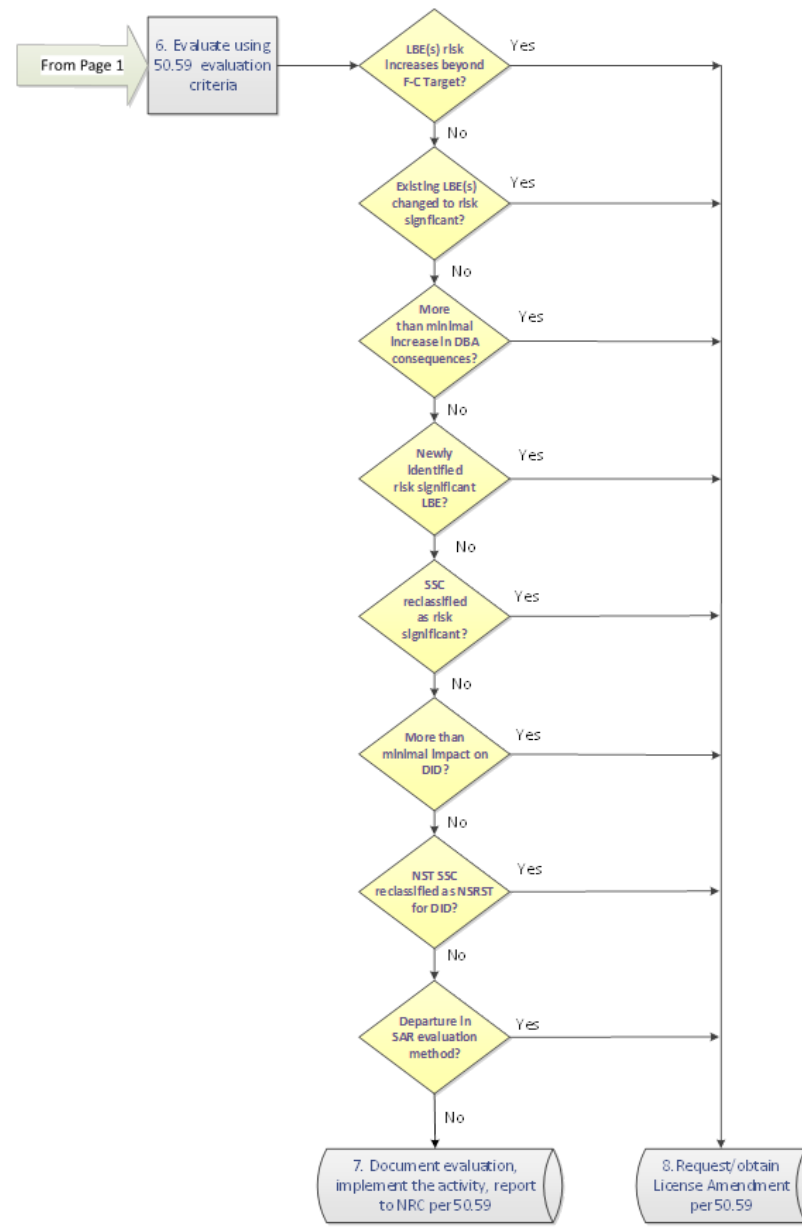 From Page 1
6. Evaluate using
50.59 evaluation
criteria
LBE(s) risk
increases beyond
F-C Target?
Yes
No
Existing LBE(s)
changed to risk
signficant?
Yes
No
More
than minimal
increase in DBA
consequences?
Yes
No
Newly
identified
risk significant
LBE?
Yes
No
SSC
reclassified
as risk
significant?
Yes
No
More than
minimal impact on
DID?
Yes
No
NST SSC
reclassified as NSRST
for DID?
Yes
No
Departure in
SAR evaluation
method?
Yes
No
7. Document evaluation,
implement the activity, report
to NRC per 50.59
8. Request/obtain
License Amendment
per 50.59